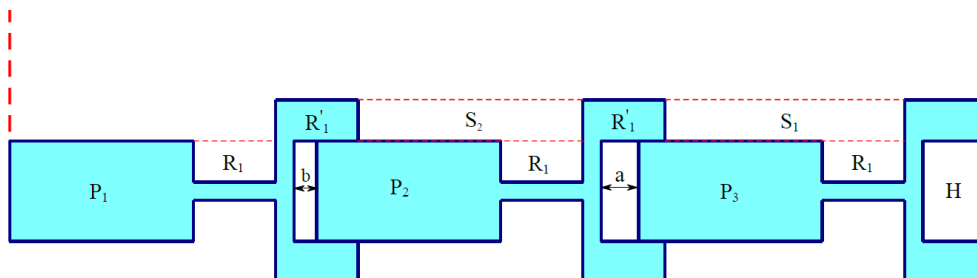 R'₁ S₂ R'₁ S₁
R₁ R₁ R₁
P₁ b P₂ a P₃ H